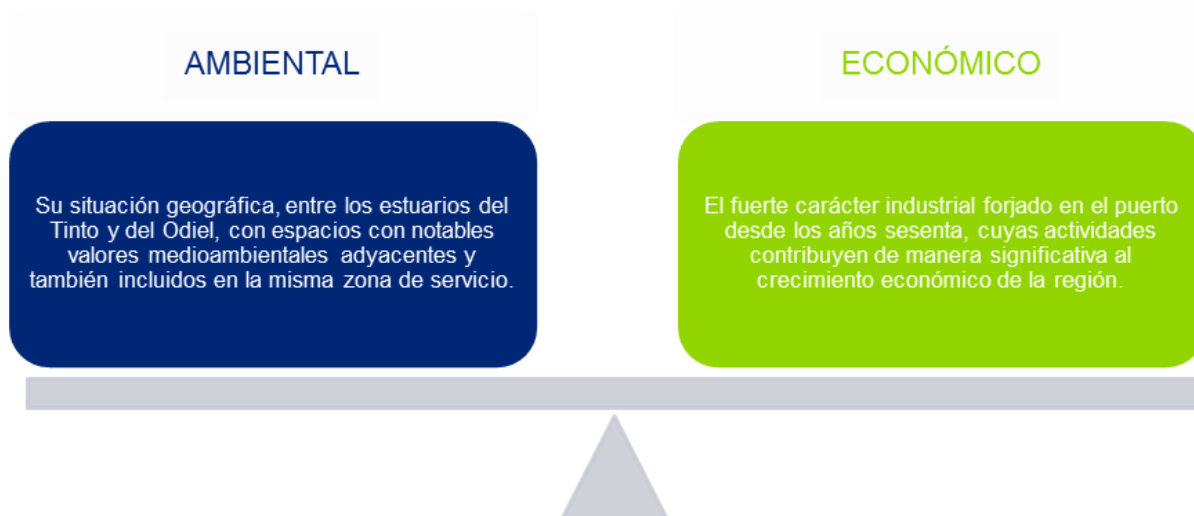 AMBIENTAL
Su situación geográfica, entre los estuarios del
Tinto y del Odiel, con espacios con notables
valores medioambientales adyacentes y
también incluidos en la misma zona de servicio.
ECONÓMICO
El fuerte carácter industrial forjado en el puerto
desde los años sesenta, cuyas actividades
contribuyen de manera significativa al
crecimiento económico de la región.